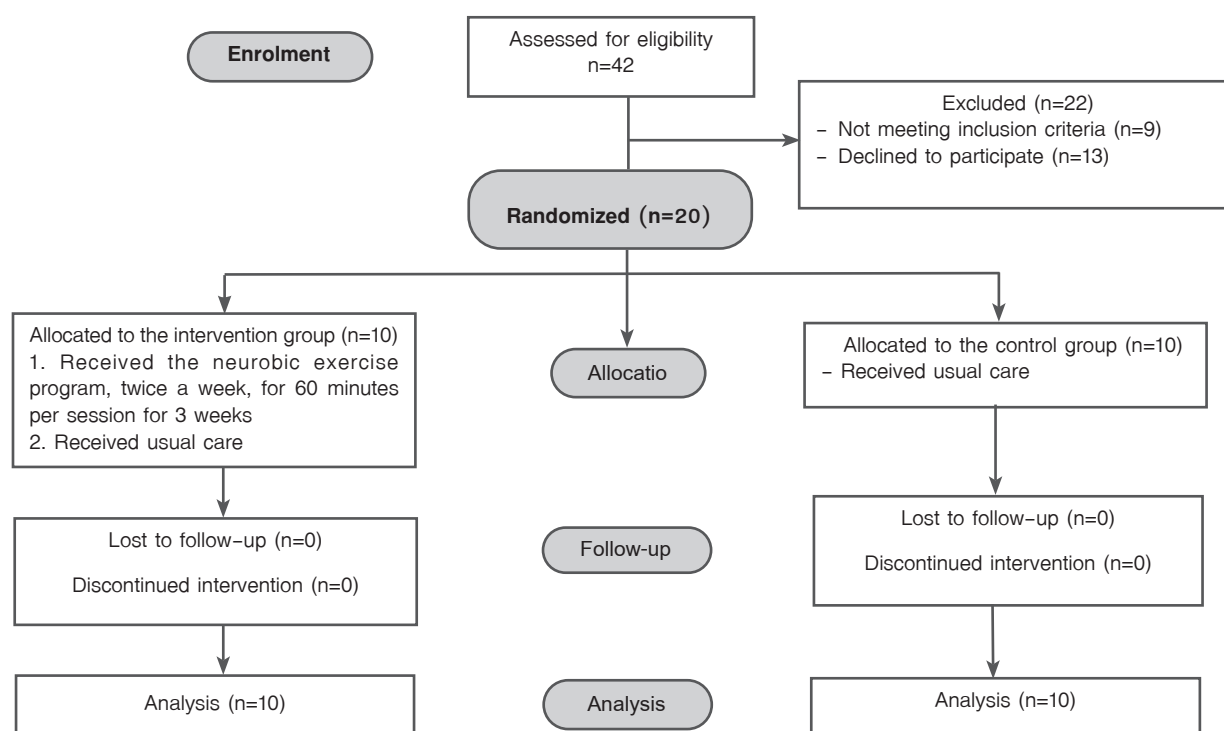 Enrolment
Assessed for eligibility
n=42
Excluded (n=22)
– Not meeting inclusion criteria (n=9)
– Declined to participate (n=13)
Randomized (n=20)
Allocated to the intervention group (n=10)
1. Received the neurobic exercise
program, twice a week, for 60 minutes
per session for 3 weeks
2. Received usual care
Allocatio
Allocated to the control group (n=10)
– Received usual care
Lost to follow-up (n=0)
Discontinued intervention (n=0)
Follow-up
Lost to follow-up (n=0)
Discontinued intervention (n=0)
Analysis (n=10)
Analysis
Analysis (n=10)